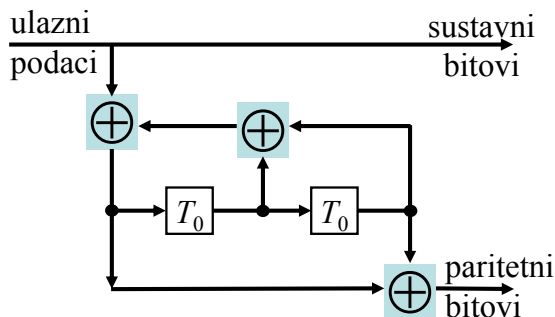 ulazni
podaci
sustavni
bitovi
T₀
T₀
paritetni
bitovi